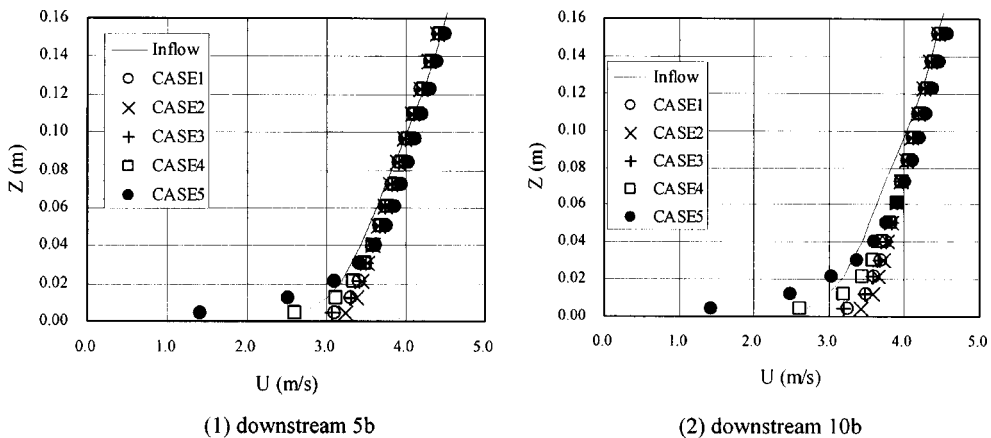 0.16
0.14
0.12
0.10
0.08
0.06
0.04
0.02
0.00
Z (m)
Inflow
CASE1
CASE2
CASE3
CASE4
CASE5
0.0 1.0 2.0 3.0 4.0 5.0
U (m/s)
(1) downstream 5b
0.16
0.14
0.12
0.10
0.08
0.06
0.04
0.02
0.00
Z (m)
Inflow
CASE1
CASE2
CASE3
CASE4
CASE5
0.0 1.0 2.0 3.0 4.0 5.0
U (m/s)
(2) downstream 10b